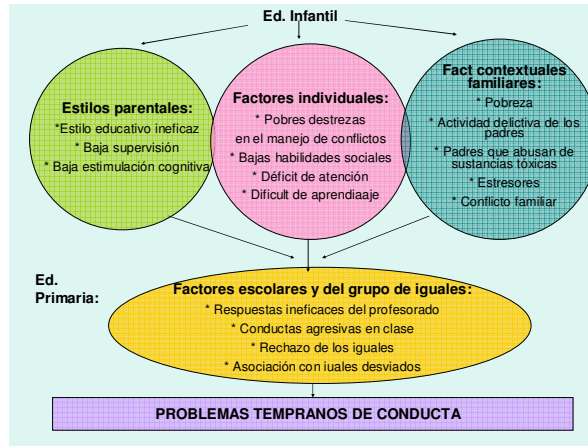 Ed. Infantil
Estilos parentales:
*Estilo educativo ineficaz
* Baja supervisión
* Baja estimulación cognitiva
Factores individuales:
* Pobres destrezas
en el manejo de conflictos
* Bajas habilidades sociales
* Déficit de atención
* Dificult de aprendiaaje
Fact contextuales
familiares:
* Pobreza
* Actividad delictiva de los
padres
* Padres que abusan de
sustancias tóxicas
* Estresores
* Conflicto familiar
Ed.
Primaria:
Factores escolares y del grupo de iguales:
* Respuestas ineficaces del profesorado
* Conductas agresivas en clase
* Rechazo de los iguales
* Asociación con iuales desviados
PROBLEMAS TEMPRANOS DE CONDUCTA